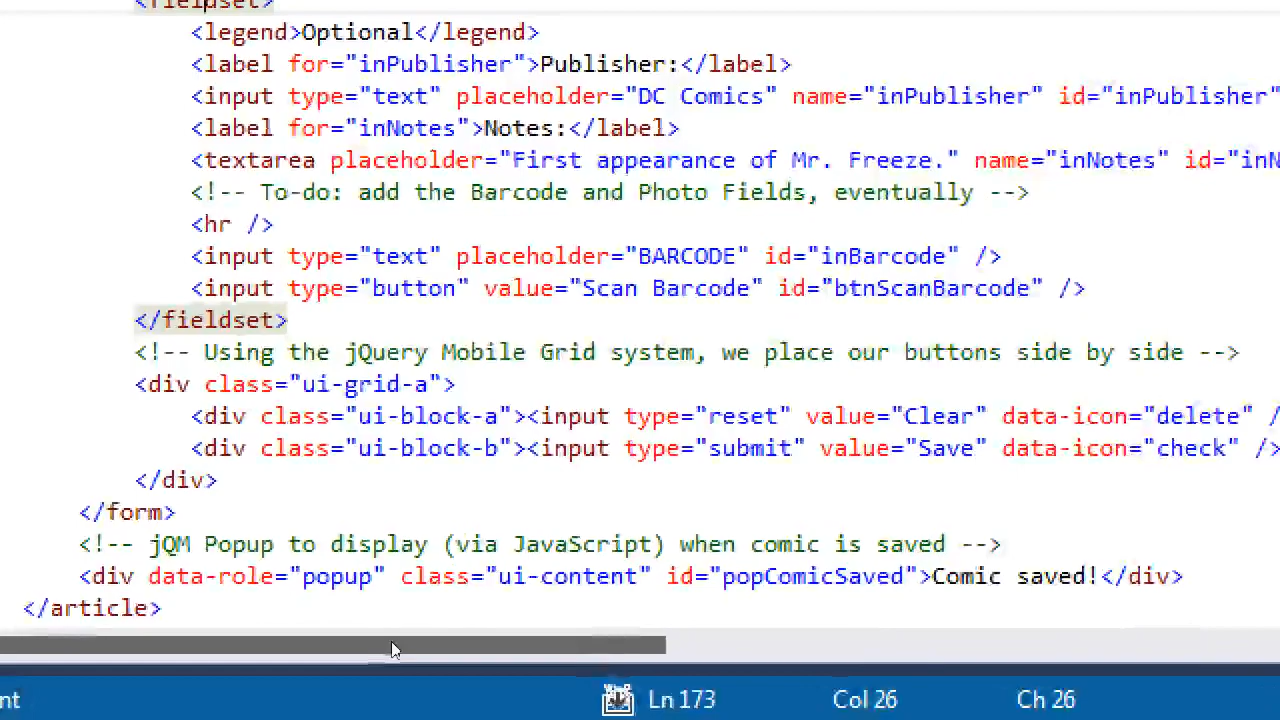 <fieldset>
<legend>Optional</legend>
<label for="inPublisher">Publisher:</label>
<input type="text" placeholder="DC Comics" name="inPublisher" id="inPublisher"
<label for="inNotes">Notes:</label>
<textarea placeholder="First appearance of Mr. Freeze." name="inNotes" id="inN
<!-- To-do: add the Barcode and Photo Fields, eventually -->
<hr />
<input type="text" placeholder="BARCODE" id="inBarcode" />
<input type="button" value="Scan Barcode" id="btnScanBarcode" />
</fieldset>
<!-- Using the jQuery Mobile Grid system, we place our buttons side by side -->
<div class="ui-grid-a">
<div class="ui-block-a"><input type="reset" value="Clear" data-icon="delete" /
<div class="ui-block-b"><input type="submit" value="Save" data-icon="check" />
</div>
</form>
<!-- jQM Popup to display (via JavaScript) when comic is saved -->
<div data-role="popup" class="ui-content" id="popComicSaved">Comic saved!</div>
</article>
nt Ln 173 Col 26 Ch 26